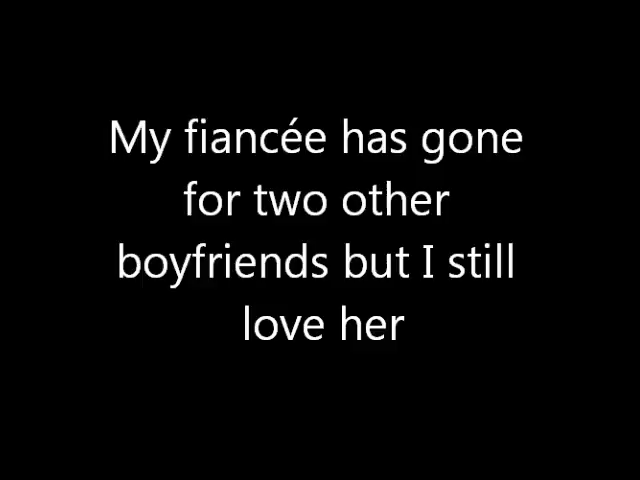 My fiancée has gone
for two other
boyfriends but I still
love her